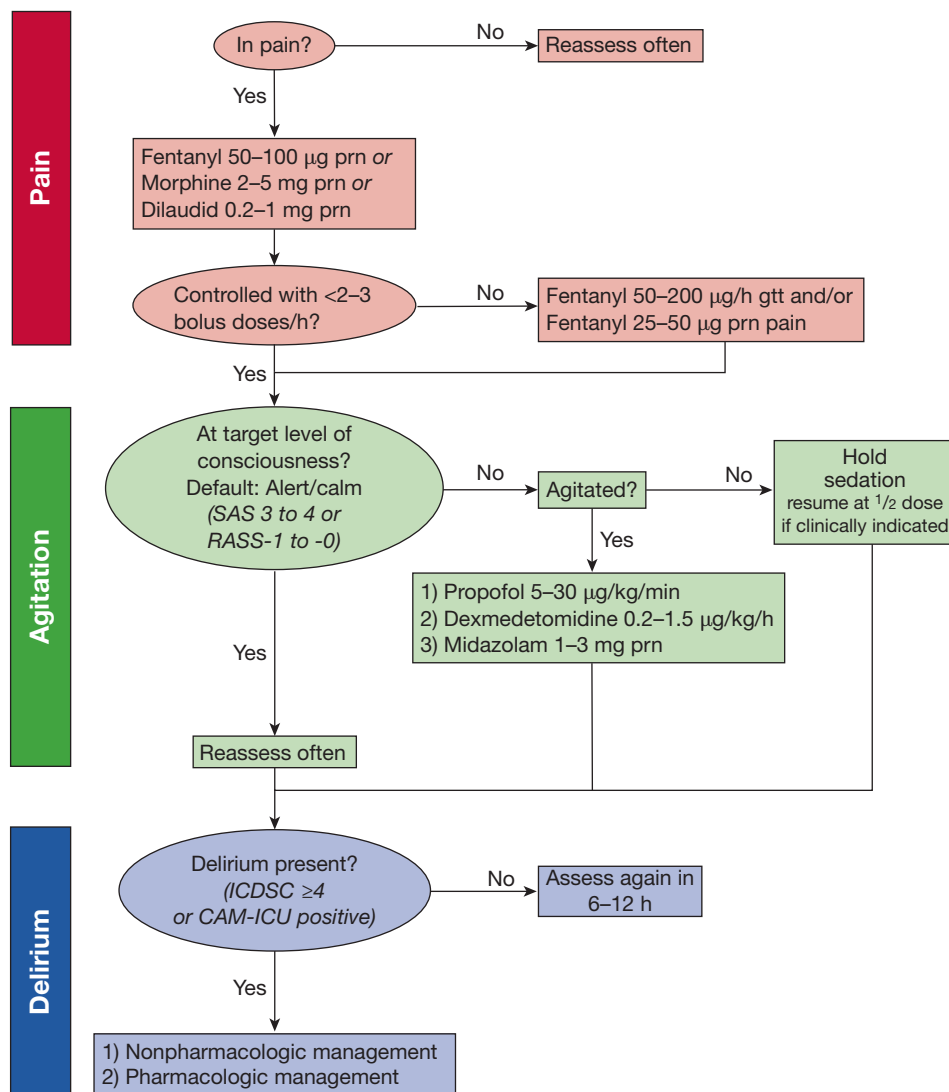 Pain
In pain?
No
Reassess often
Yes
Fentanyl 50–100 μg prn or
Morphine 2–5 mg prn or
Dilaudid 0.2–1 mg prn
Controlled with <2–3
bolus doses/h?
No
Fentanyl 50–200 μg/h gtt and/or
Fentanyl 25–50 μg prn pain
Yes
Agitation
At target level of
consciousness?
Default: Alert/calm
(SAS 3 to 4 or
RASS-1 to -0)
No
Agitated?
No
Hold
sedation
resume at 1/2 dose
if clinically indicated
Yes
1) Propofol 5–30 μg/kg/min
2) Dexmedetomidine 0.2–1.5 μg/kg/h
3) Midazolam 1–3 mg prn
Yes
Reassess often
Delirium
Delirium present?
(ICDSC ≥4
or CAM-ICU positive)
No
Assess again in
6–12 h
Yes
1) Nonpharmacologic management
2) Pharmacologic management